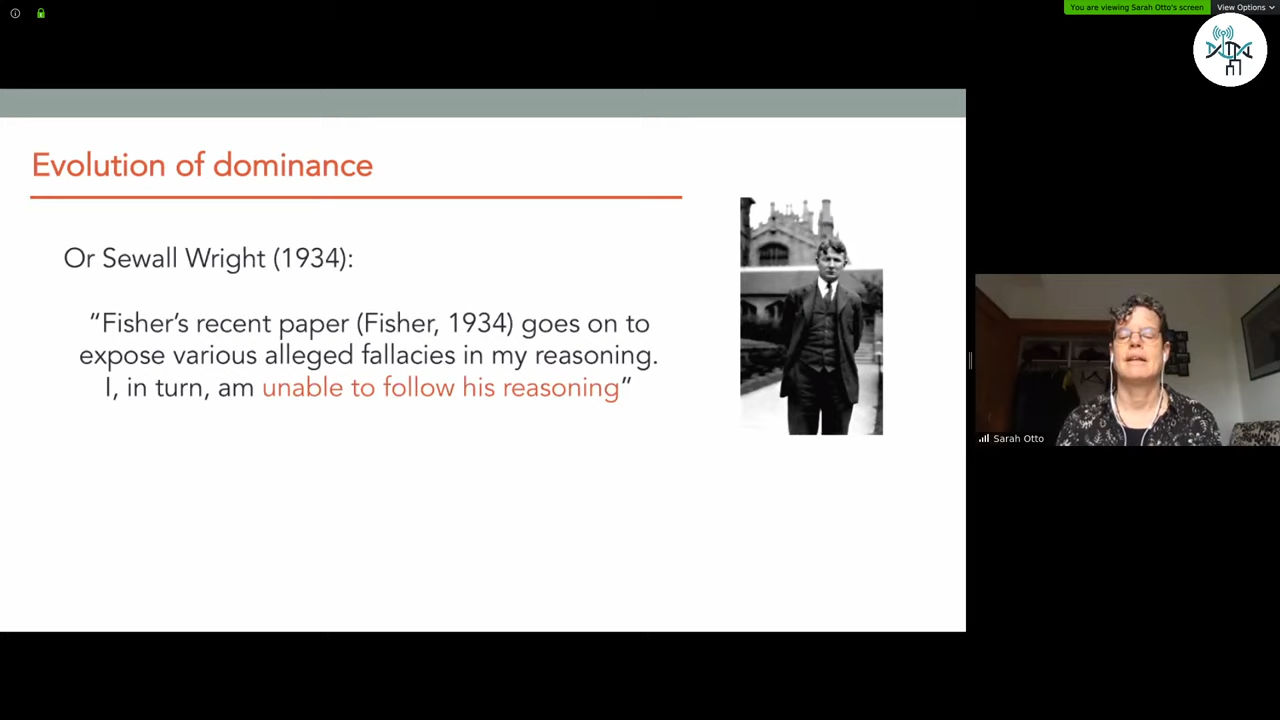 You are viewing Sarah Otto's screen
View Options
Evolution of dominance
Or Sewall Wright (1934):
“Fisher’s recent paper (Fisher, 1934) goes on to
expose various alleged fallacies in my reasoning.
I, in turn, am unable to follow his reasoning”
Sarah Otto